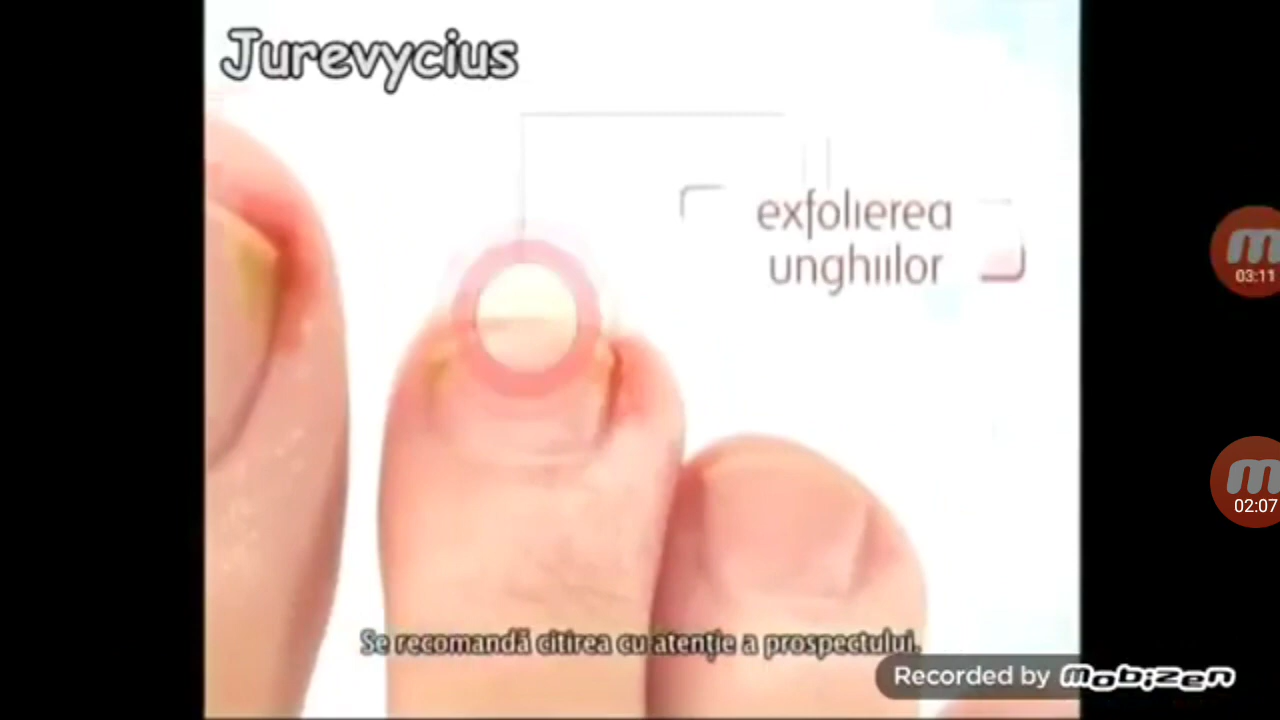 Jurevycius
exfolierea
unghiilor
03:11
02:07
Se recomandă citirea cu atenție a prospectului.
Recorded by mobizen